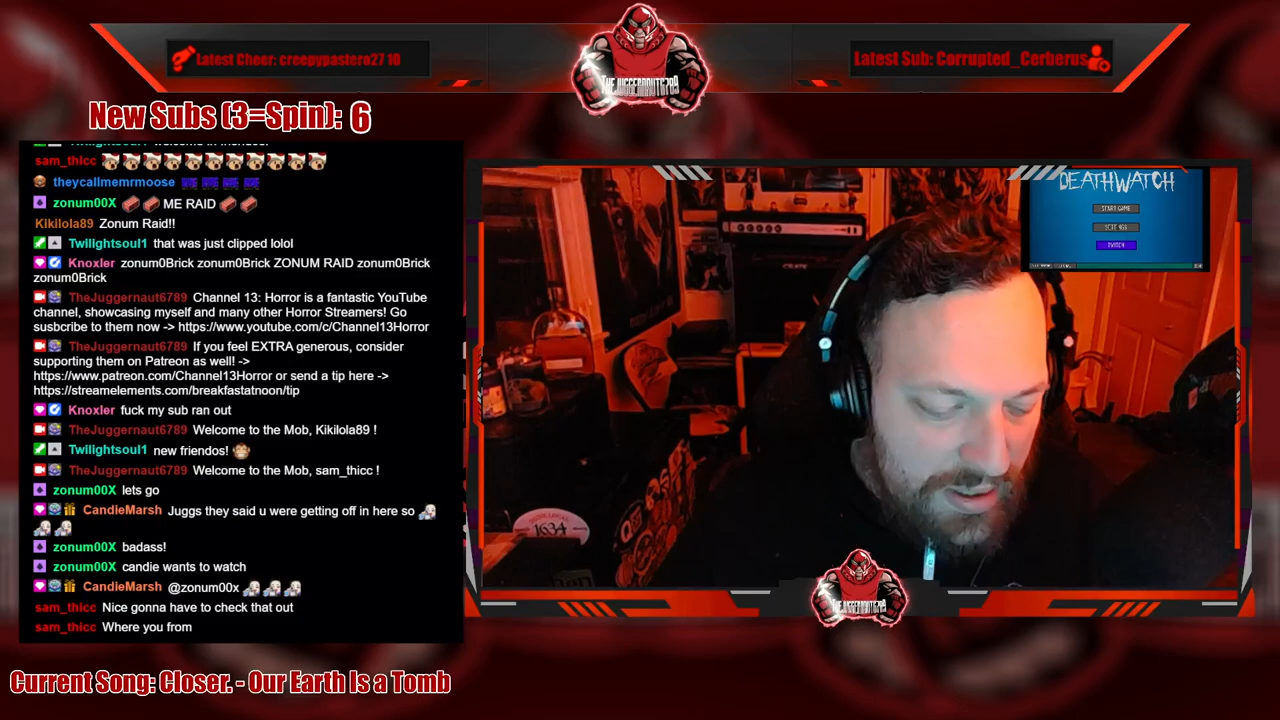 Latest Cheer: creepypastero27 10
THEJUGGERNAUT6789
Latest Sub: Corrupted_Cerberus
New Subs (3=Spin): 6
sam_thicc
theycallmemrmoose
zonum00X ME RAID
Kikilola89 Zonum Raid!!
Twilightsoul1 that was just clipped lolol
Knoxler zonum0Brick zonum0Brick ZONUM RAID zonum0Brick
zonum0Brick
TheJuggernaut6789 Channel 13: Horror is a fantastic YouTube
channel, showcasing myself and many other Horror Streamers! Go
susbcribe to them now -> https://www.youtube.com/c/Channel13Horror
TheJuggernaut6789 If you feel EXTRA generous, consider
supporting them on Patreon as well! ->
https://www.patreon.com/Channel13Horror or send a tip here ->
https://streamelements.com/breakfastatnoon/tip
Knoxler fuck my sub ran out
TheJuggernaut6789 Welcome to the Mob, Kikilola89 !
Twilightsoul1 new friendos!
TheJuggernaut6789 Welcome to the Mob, sam_thicc !
zonum00X lets go
CandieMarsh Juggs they said u were getting off in here so
zonum00X badass!
zonum00X candie wants to watch
CandieMarsh @zonum00x
sam_thicc Nice gonna have to check that out
sam_thicc Where you from
DEATHWATCH
START GAME
TWITCH
1634
THEJUGGERNAUT6789
Current Song: Closer. - Our Earth Is a Tomb